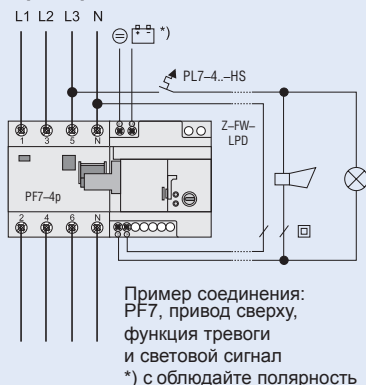 L1 L2 L3 N
*)
PL7–4..–HS
Z–FW–
LPD
1 3 5 N
PF7–4p
2 4 6 N
Пример соединения:
PF7, привод сверху,
функция тревоги
и световой сигнал
*) с облюдайте полярность